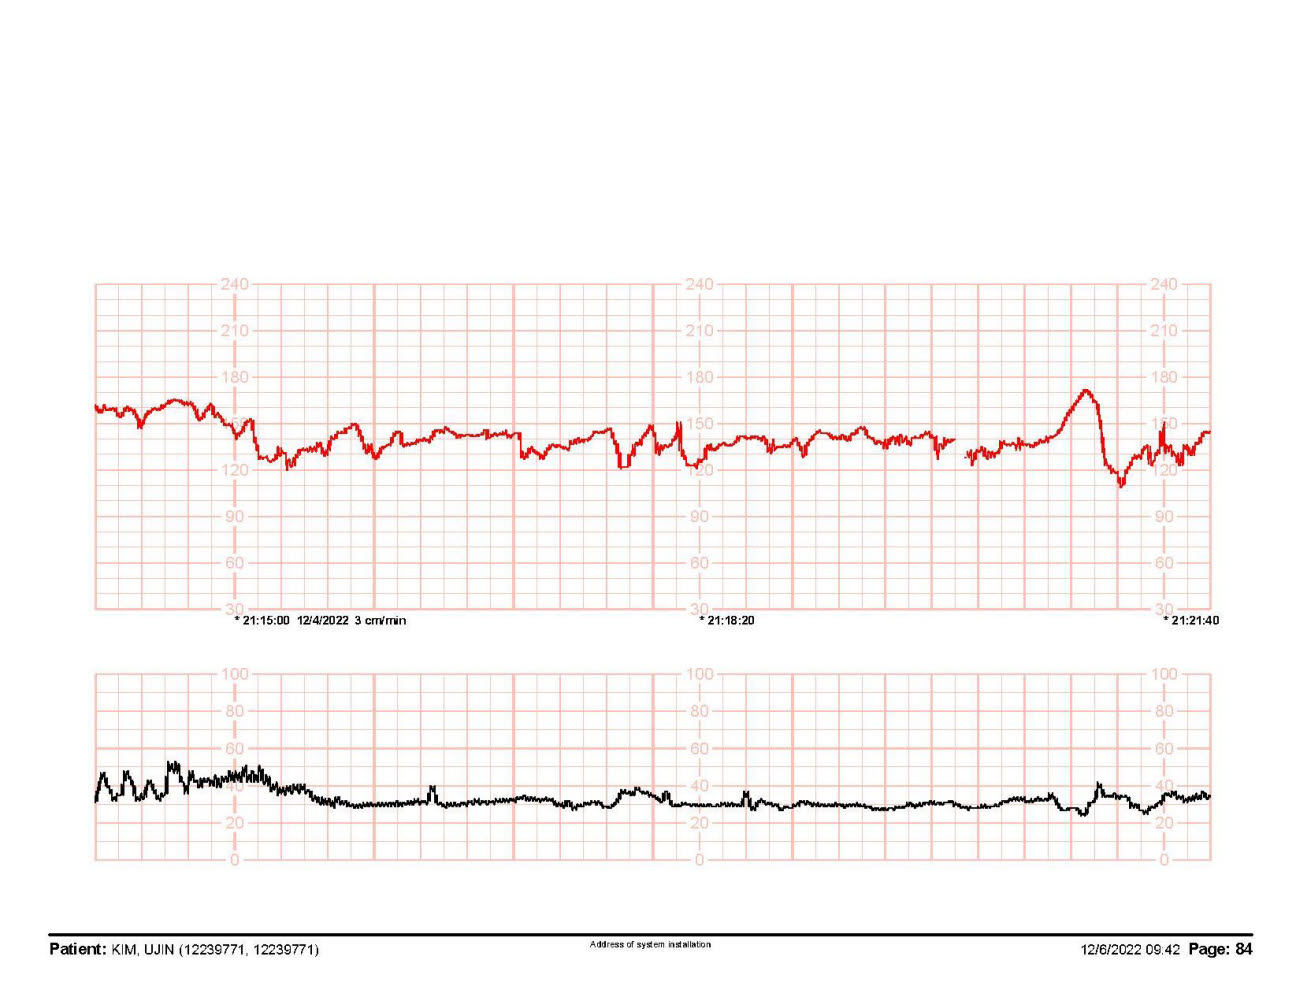 240 240 240
210 210 210
180 180 180
150 150 150
120 120 120
90 90 90
60 60 60
30 30 30
* 21:15:00 12/4/2022 3 cm/min * 21:18:20 * 21:21:40
100 100 100
80 80 80
60 60 60
40 40 40
20 20 20
0 0 0
Patient: KIM, UJIN (12239771, 12239771) Address of system installation 12/6/2022 09:42 Page: 84